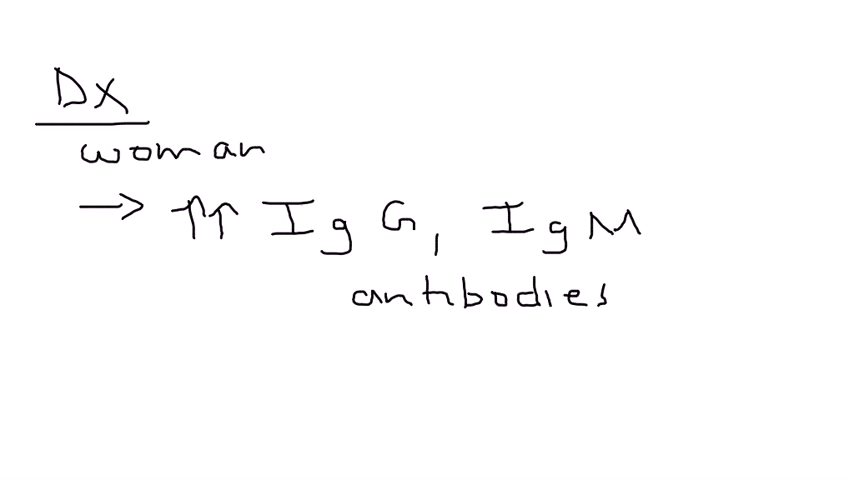 DX
woman
→ ↑↑ IgG, IgM
antibodies